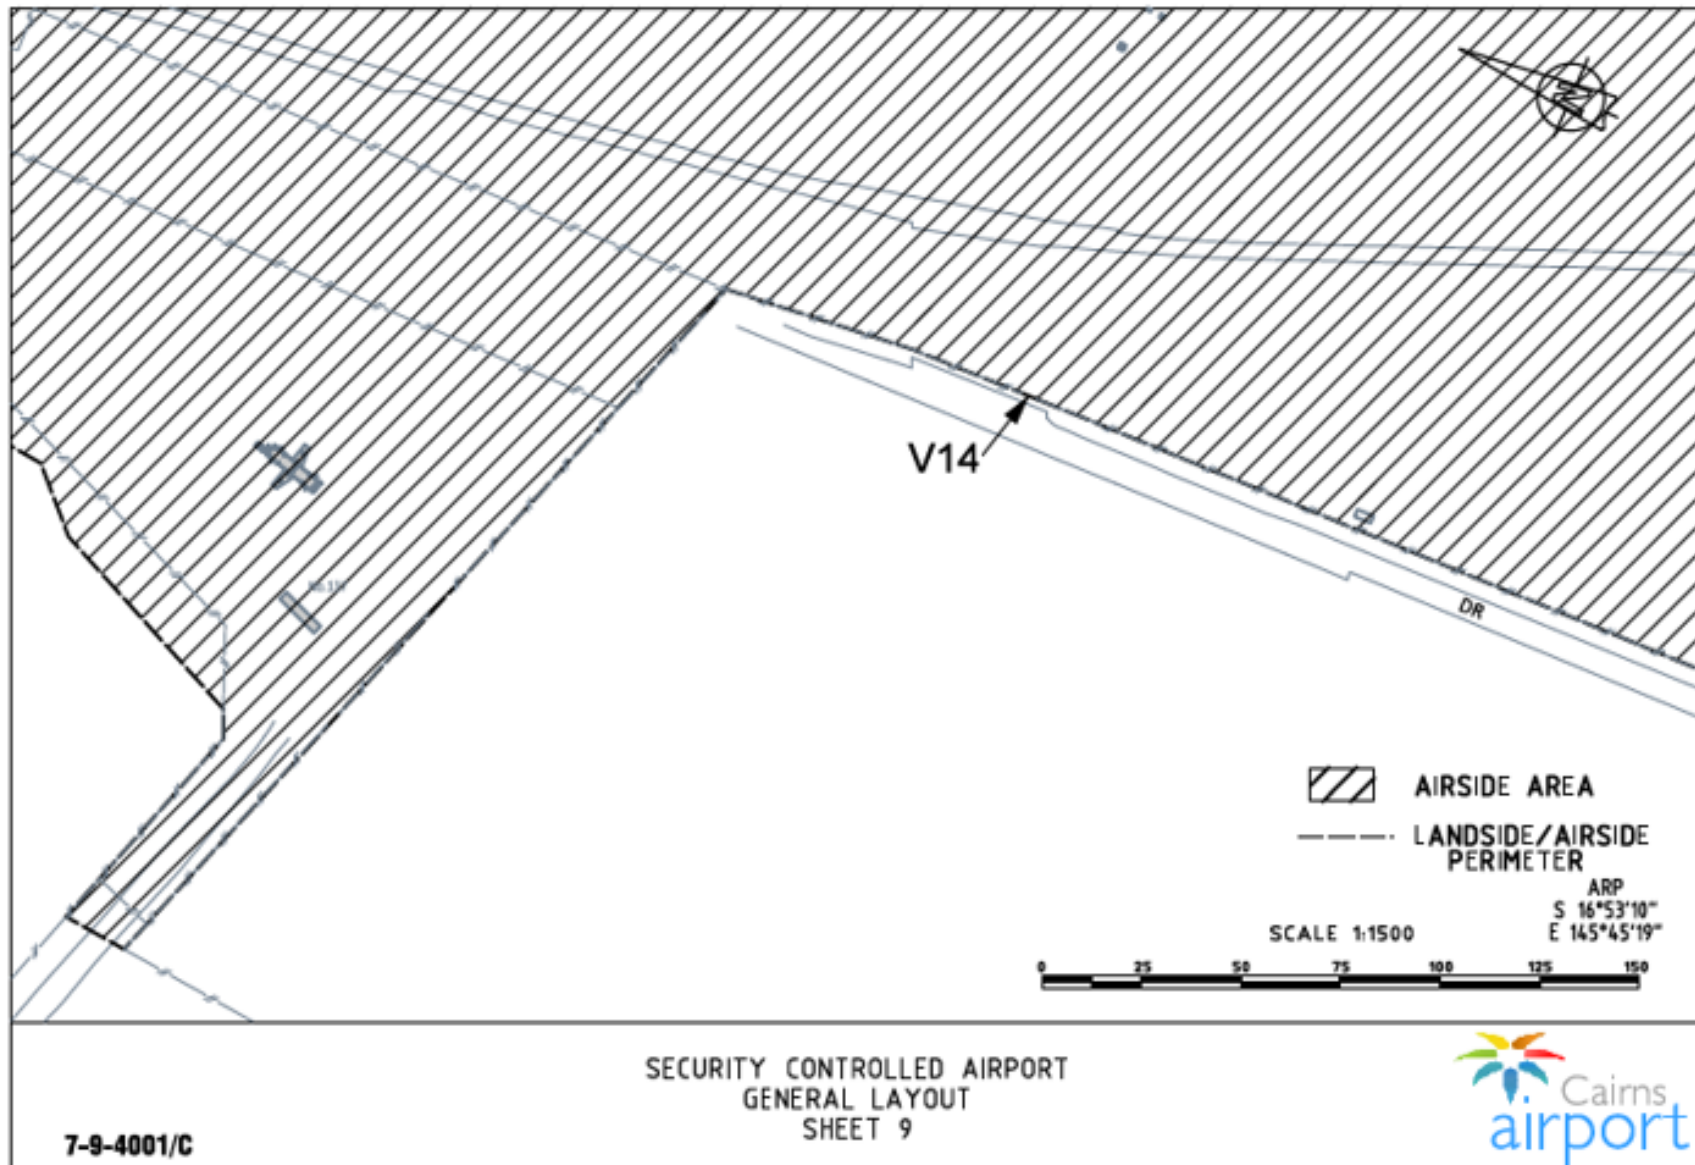 N
V14
DR
AIRSIDE AREA
LANDSIDE/AIRSIDE
PERIMETER
ARP
S 16°53'10"
E 145°45'19"
SCALE 1:1500
0 25 50 75 100 125 150
SECURITY CONTROLLED AIRPORT
GENERAL LAYOUT
SHEET 9
7-9-4001/C
Cairns
airport